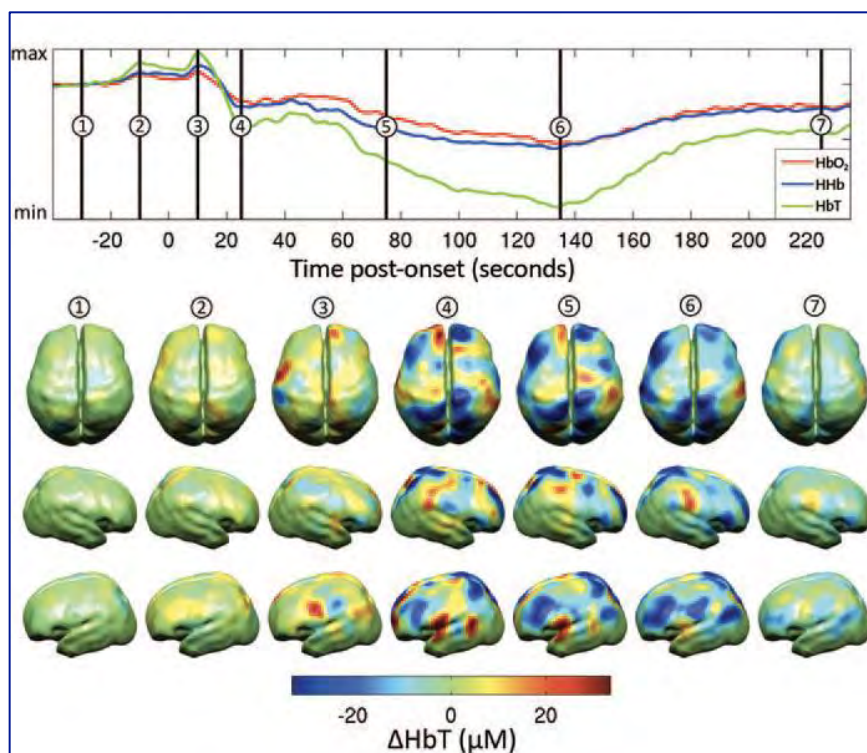 max
① ② ③ ④ ⑤ ⑥ ⑦
HbO₂
HHb
HbT
min
-20 0 20 40 60 80 100 120 140 160 180 200 220
Time post-onset (seconds)
① ② ③ ④ ⑤ ⑥ ⑦
-20 0 20
ΔHbT (μM)